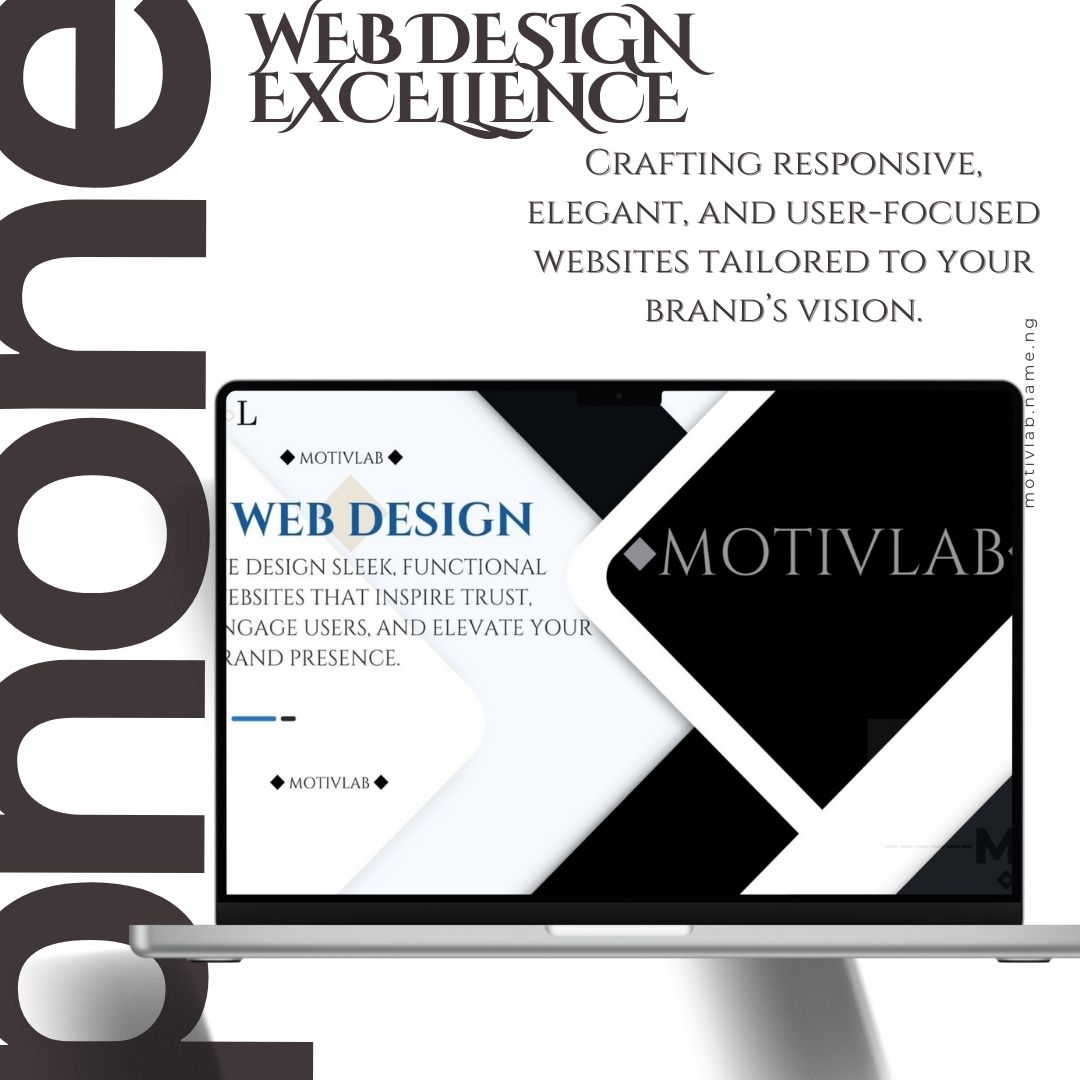 phone
WEB DESIGN
EXCELLENCE
Crafting responsive,
elegant, and user-focused
websites tailored to your
brand's vision.
motivlab.name.ng
L
MOTIVLAB
WEB DESIGN
E DESIGN SLEEK, FUNCTIONAL
EBSITES THAT INSPIRE TRUST,
NGAGE USERS, AND ELEVATE YOUR
RAND PRESENCE.
MOTIVLAB
MOTIVLAB
M